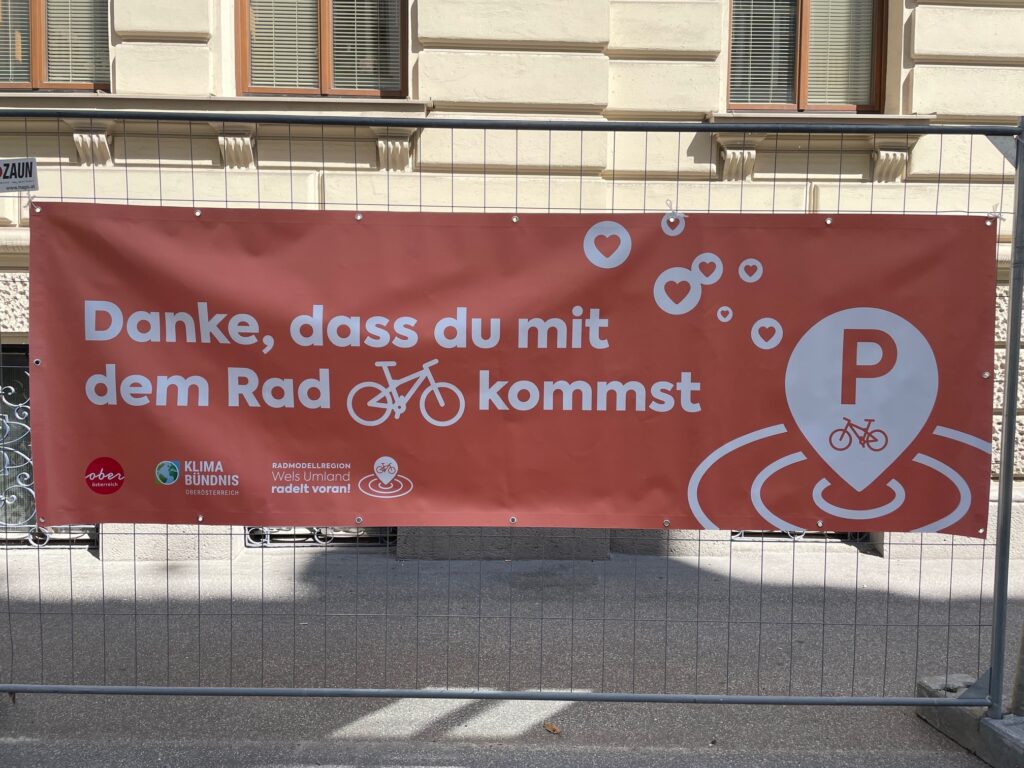 ZAUN
Danke, dass du mit
dem Rad kommst
P
ober
österreich
KLIMA
BÜNDNIS
OBERÖSTERREICH
RADMODELLREGION
Wels Umland
radelt voran!